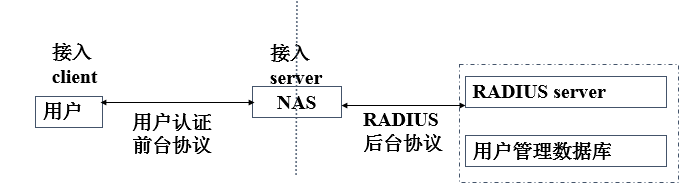 接入
client
用户
用户认证
前台协议
接入
server
NAS
RADIUS
后台协议
RADIUS server
用户管理数据库